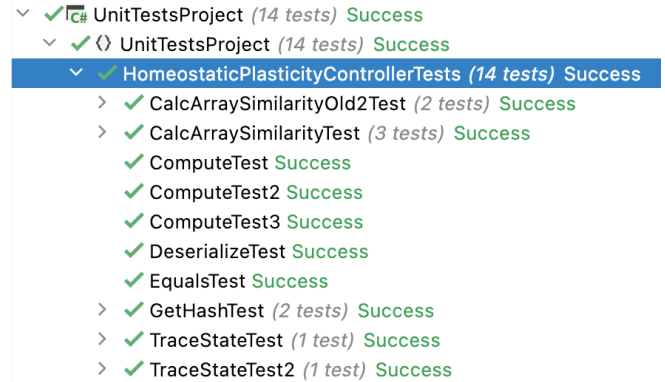 C# UnitTestsProject (14 tests) Success
UnitTestsProject (14 tests) Success
HomeostaticPlasticityControllerTests (14 tests) Success
CalcArraySimilarityOld2Test (2 tests) Success
CalcArraySimilarityTest (3 tests) Success
ComputeTest Success
ComputeTest2 Success
ComputeTest3 Success
DeserializeTest Success
EqualsTest Success
GetHashTest (2 tests) Success
TraceStateTest (1 test) Success
TraceStateTest2 (1 test) Success